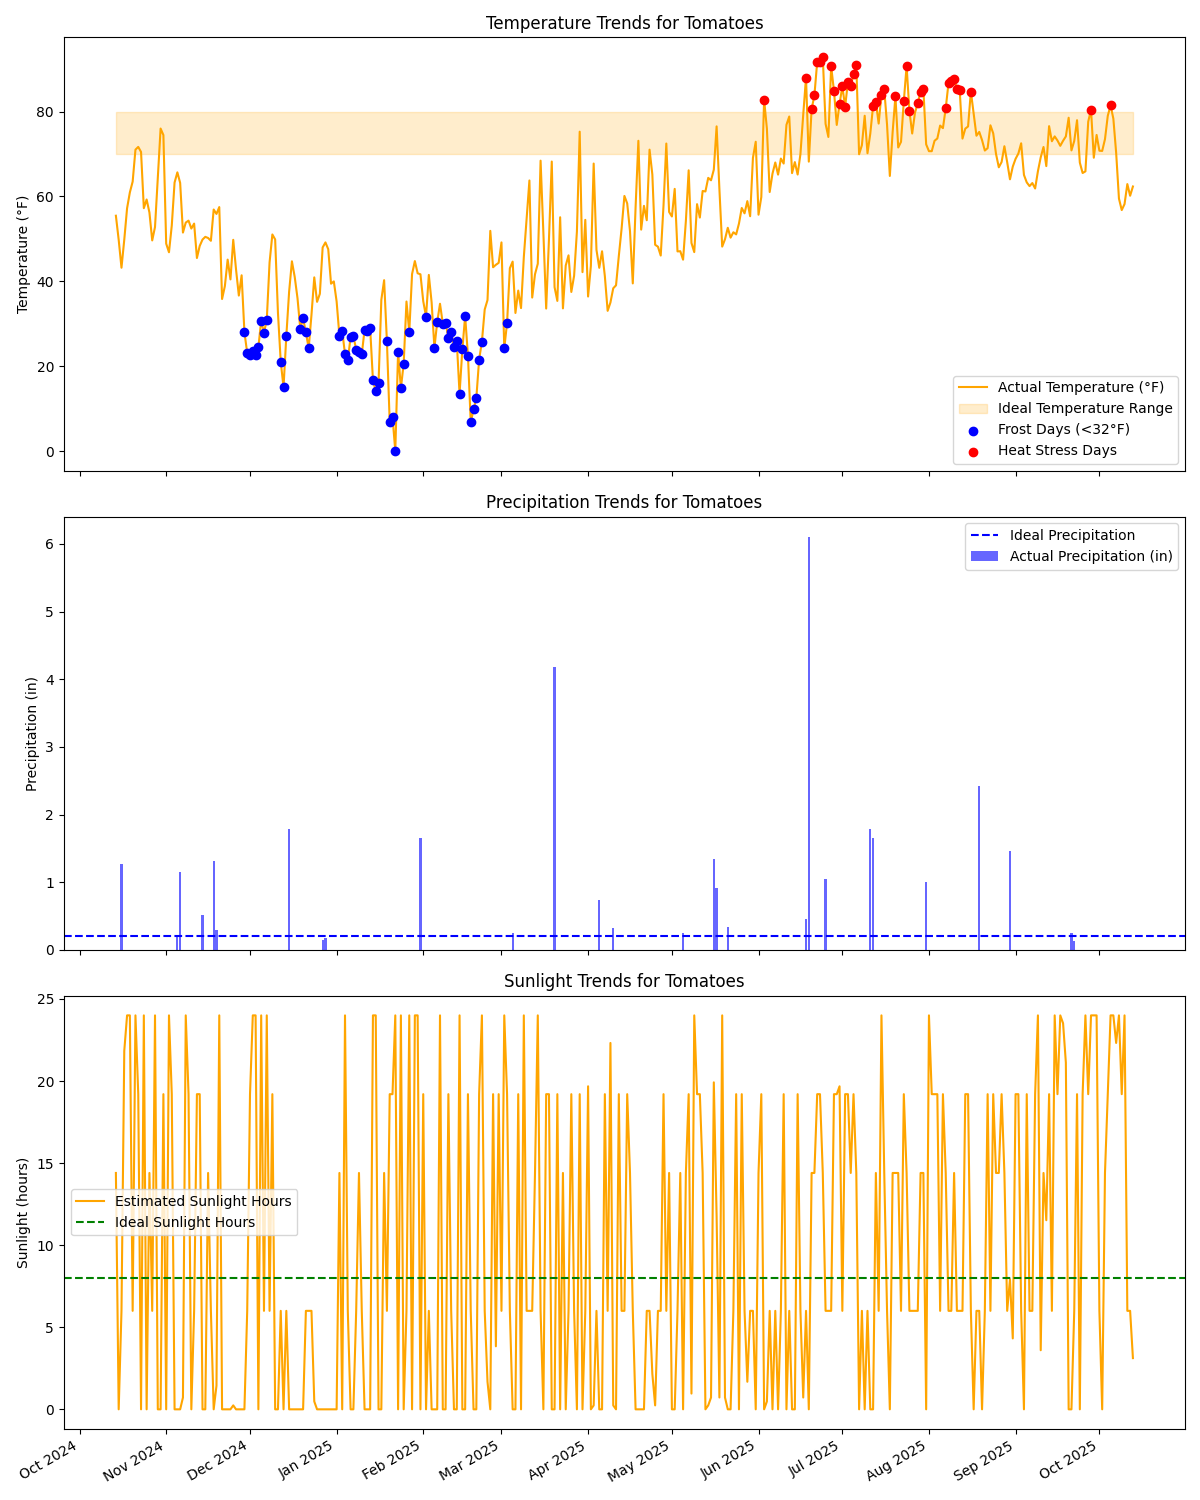 Temperature Trends for Tomatoes
Temperature (°F)
80
60
40
20
0
Actual Temperature (°F)
Ideal Temperature Range
Frost Days (<32°F)
Heat Stress Days
Precipitation Trends for Tomatoes
Precipitation (in)
6
5
4
3
2
1
0
Ideal Precipitation
Actual Precipitation (in)
Sunlight Trends for Tomatoes
Sunlight (hours)
25
20
15
10
5
0
Estimated Sunlight Hours
Ideal Sunlight Hours
Oct 2024
Nov 2024
Dec 2024
Jan 2025
Feb 2025
Mar 2025
Apr 2025
May 2025
Jun 2025
Jul 2025
Aug 2025
Sep 2025
Oct 2025